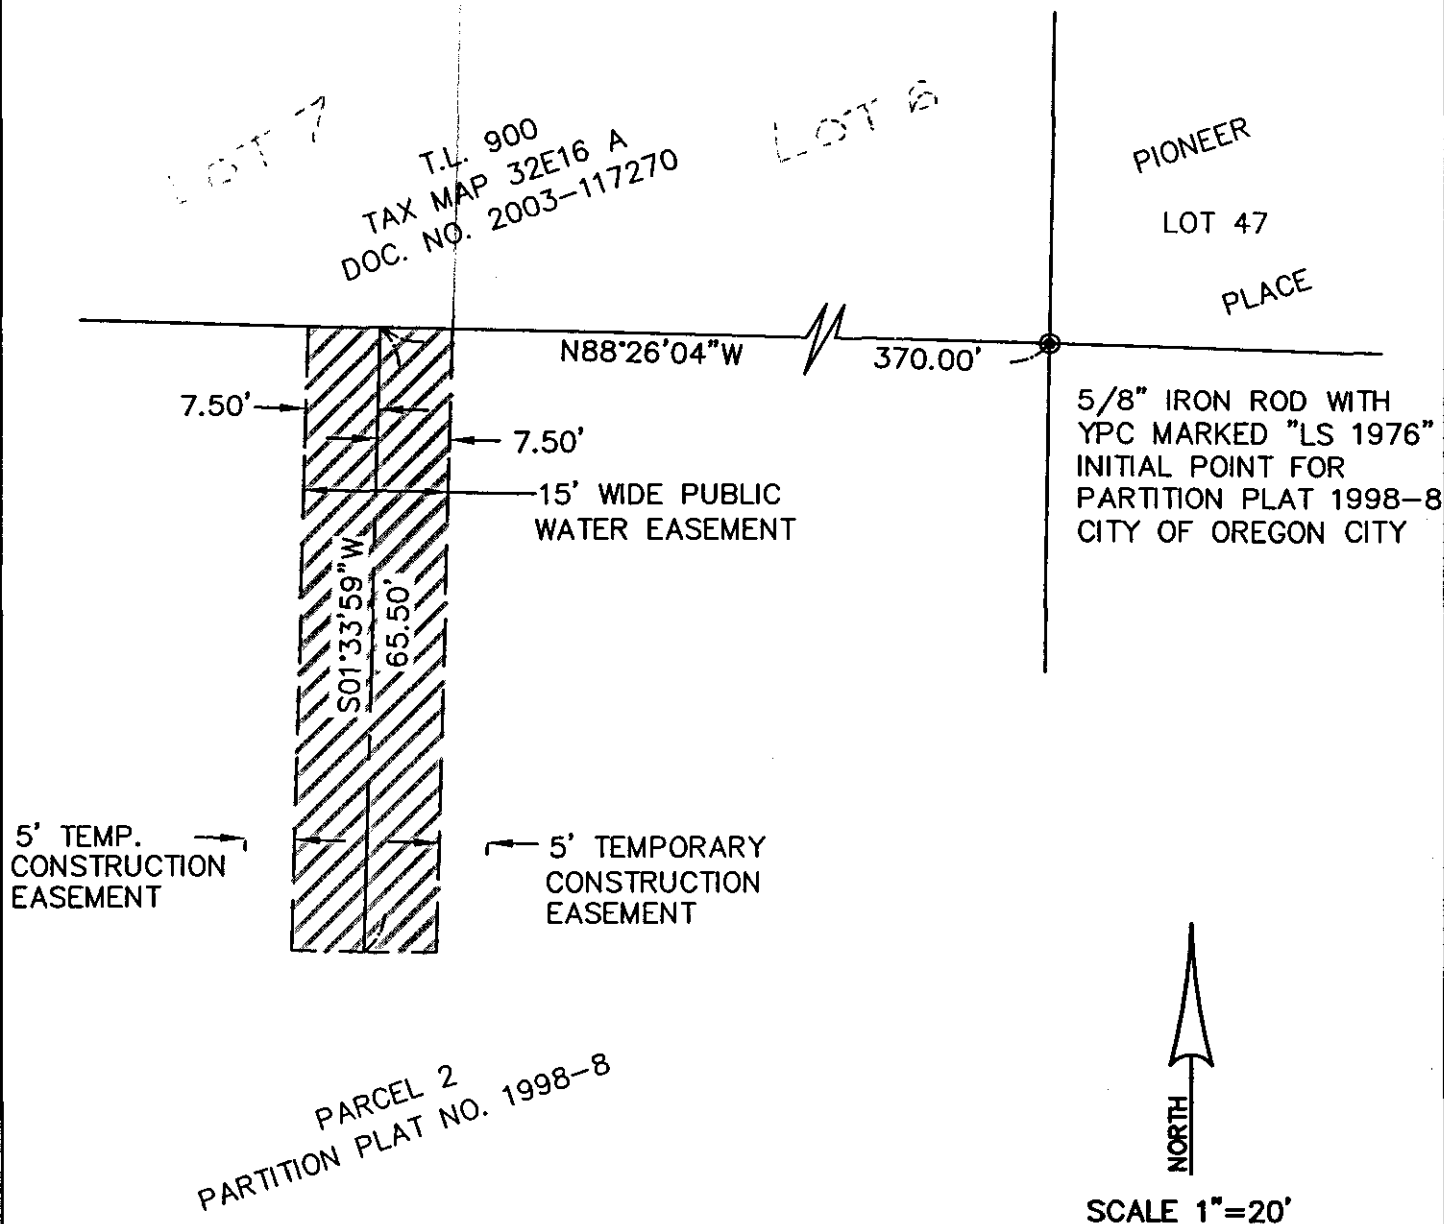 LOT 7
T.L. 900
TAX MAP 32E16 A
DOC. NO. 2003-117270
LOT 6
PIONEER
LOT 47
PLACE
N88°26'04"W
370.00'
7.50'
7.50'
15' WIDE PUBLIC
WATER EASEMENT
5/8" IRON ROD WITH
YPC MARKED "LS 1976"
INITIAL POINT FOR
PARTITION PLAT 1998-8
CITY OF OREGON CITY
S01°33'59"W
65.50'
5' TEMP.
CONSTRUCTION
EASEMENT
5' TEMPORARY
CONSTRUCTION
EASEMENT
PARCEL 2
PARTITION PLAT NO. 1998-8
NORTH
SCALE 1"=20'